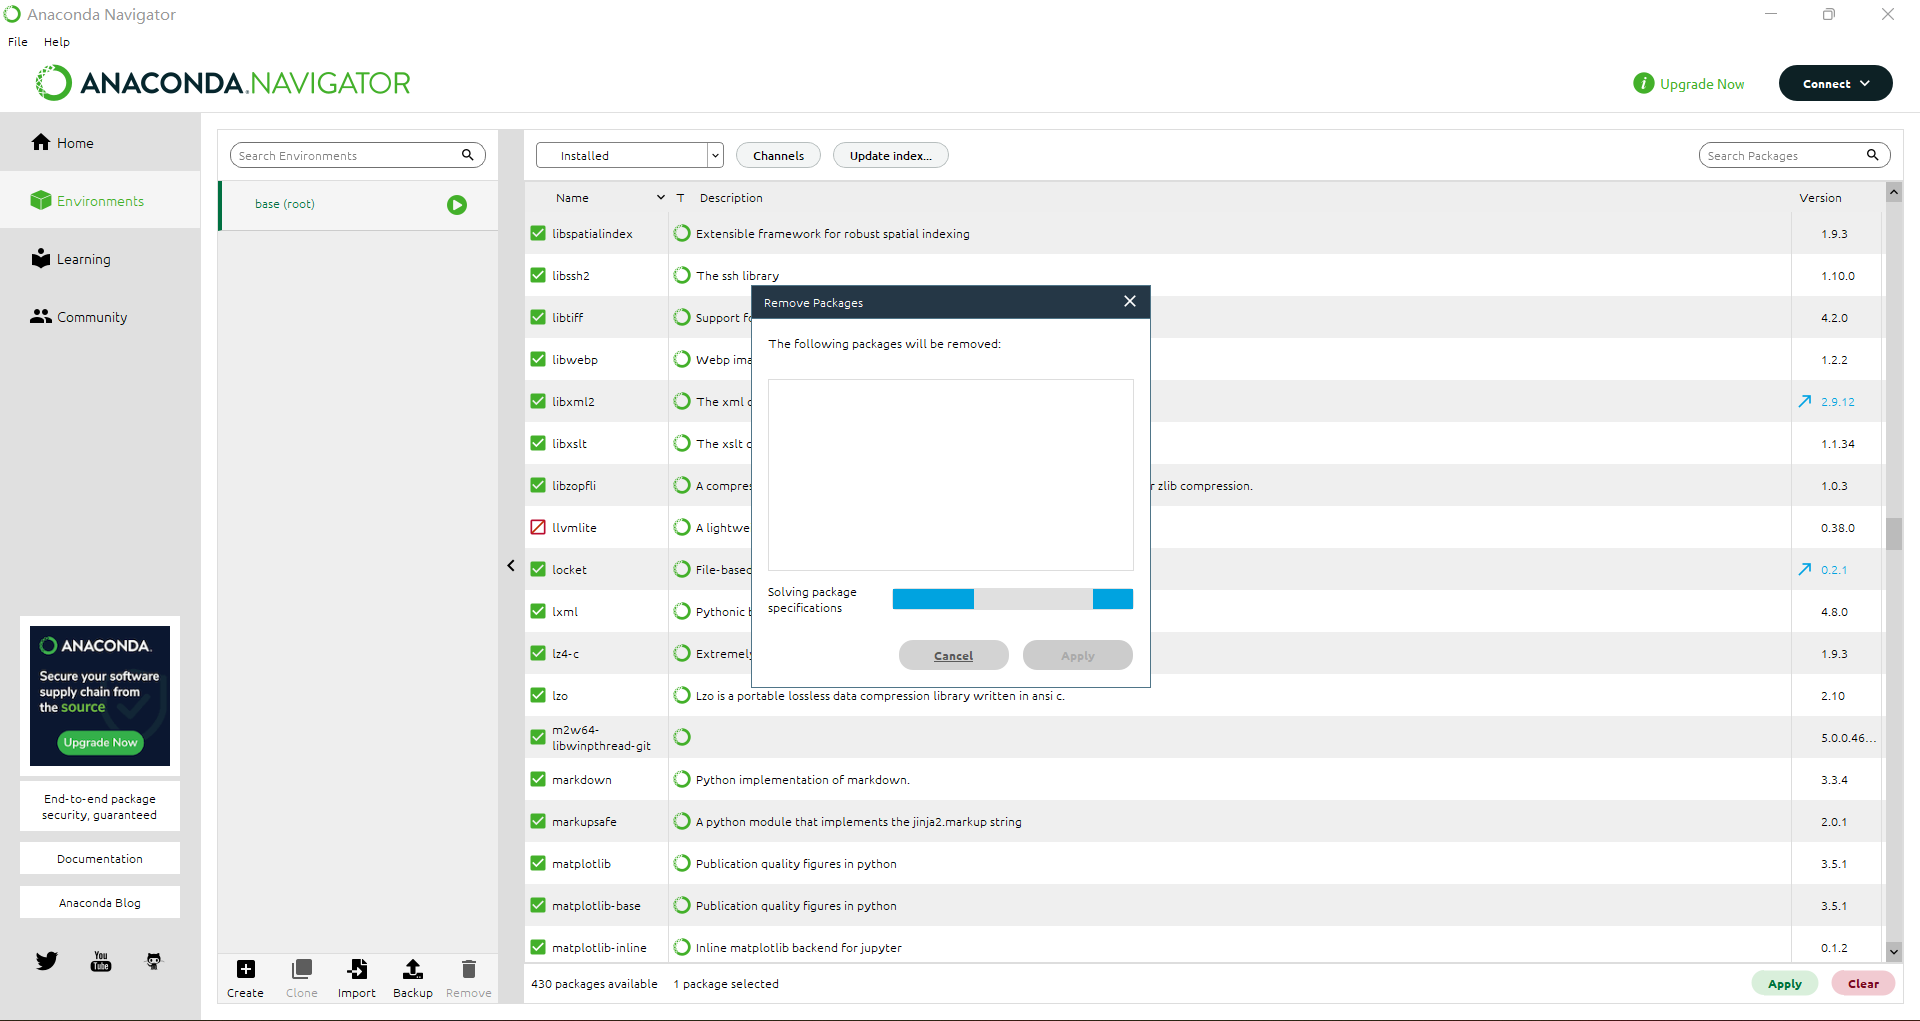 Anaconda Navigator
File Help
ANACONDA.NAVIGATOR
Upgrade Now
Connect
Home
Environments
Learning
Community
ANACONDA.
Secure your software
supply chain from
the source
Upgrade Now
End-to-end package
security, guaranteed
Documentation
Anaconda Blog
You
Tube
Search Environments
base (root)
Create Clone Import Backup Remove
Installed Channels Update index... Search Packages
Name T Description Version
libspatialindex Extensible framework for robust spatial indexing 1.9.3
libssh2 The ssh library 1.10.0
libtiff Support fo 4.2.0
libwebp Webp ima 1.2.2
libxml2 The xml c 2.9.12
libxslt The xslt c 1.1.34
libzopfli A compres r zlib compression. 1.0.3
llvmlite A lightwe 0.38.0
locket File-based 0.2.1
lxml Pythonic b 4.8.0
lz4-c Extremely 1.9.3
lzo Lzo is a portable lossless data compression library written in ansi c. 2.10
m2w64-
libwinpthread-git 5.0.0.46...
markdown Python implementation of markdown. 3.3.4
markupsafe A python module that implements the jinja2.markup string 2.0.1
matplotlib Publication quality figures in python 3.5.1
matplotlib-base Publication quality figures in python 3.5.1
matplotlib-inline Inline matplotlib backend for jupyter 0.1.2
430 packages available 1 package selected Apply Clear
Remove Packages
The following packages will be removed:
Solving package
specifications
Cancel Apply